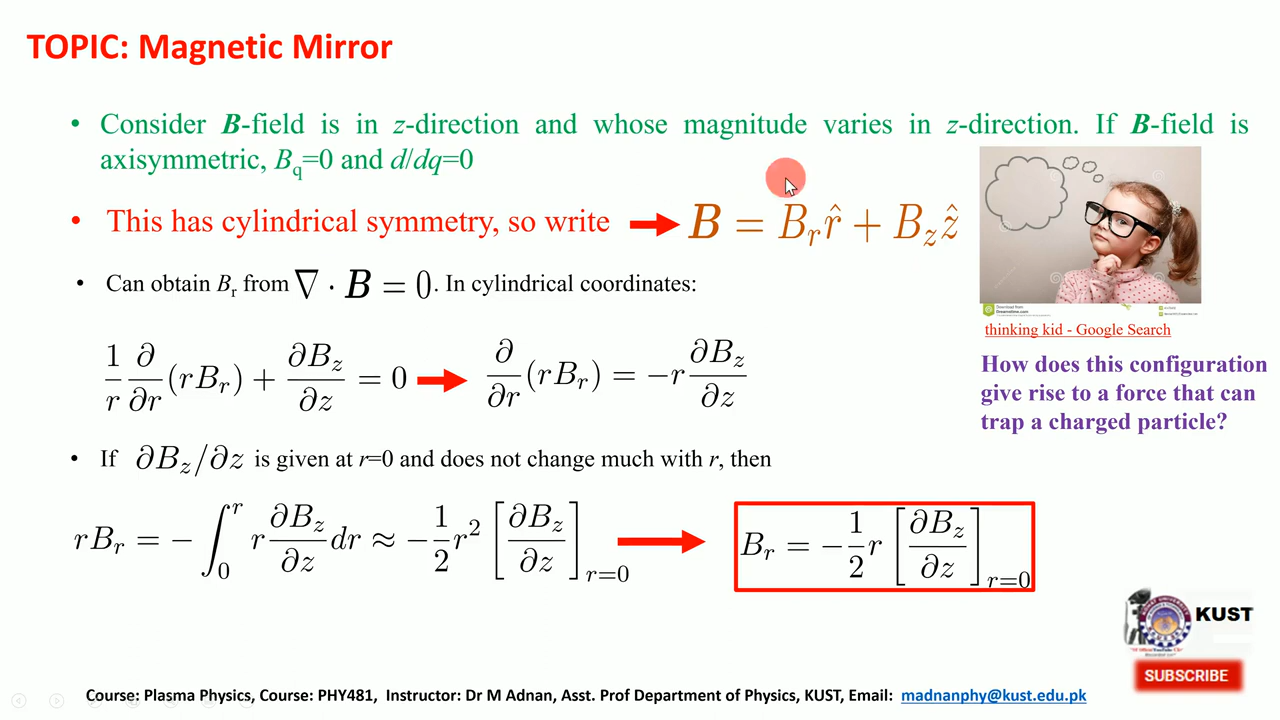 TOPIC: Magnetic Mirror
• Consider B-field is in z-direction and whose magnitude varies in z-direction. If B-field is
axisymmetric, Bq=0 and d/dq=0
• This has cylindrical symmetry, so write B = B_r r̂ + B_z ẑ
• Can obtain Br from ∇ · B = 0. In cylindrical coordinates:
1/r ∂/∂r (rB_r) + ∂B_z/∂z = 0 ∂/∂r (rB_r) = −r ∂B_z/∂z
thinking kid - Google Search
How does this configuration
give rise to a force that can
trap a charged particle?
• If ∂B_z/∂z is given at r=0 and does not change much with r, then
rB_r = −∫_0^r r ∂B_z/∂z dr ≈ −1/2 r² [∂B_z/∂z]_{r=0} B_r = −1/2 r [∂B_z/∂z]_{r=0}
KUST
SUBSCRIBE
Course: Plasma Physics, Course: PHY481, Instructor: Dr M Adnan, Asst. Prof Department of Physics, KUST, Email: madnanphy@kust.edu.pk